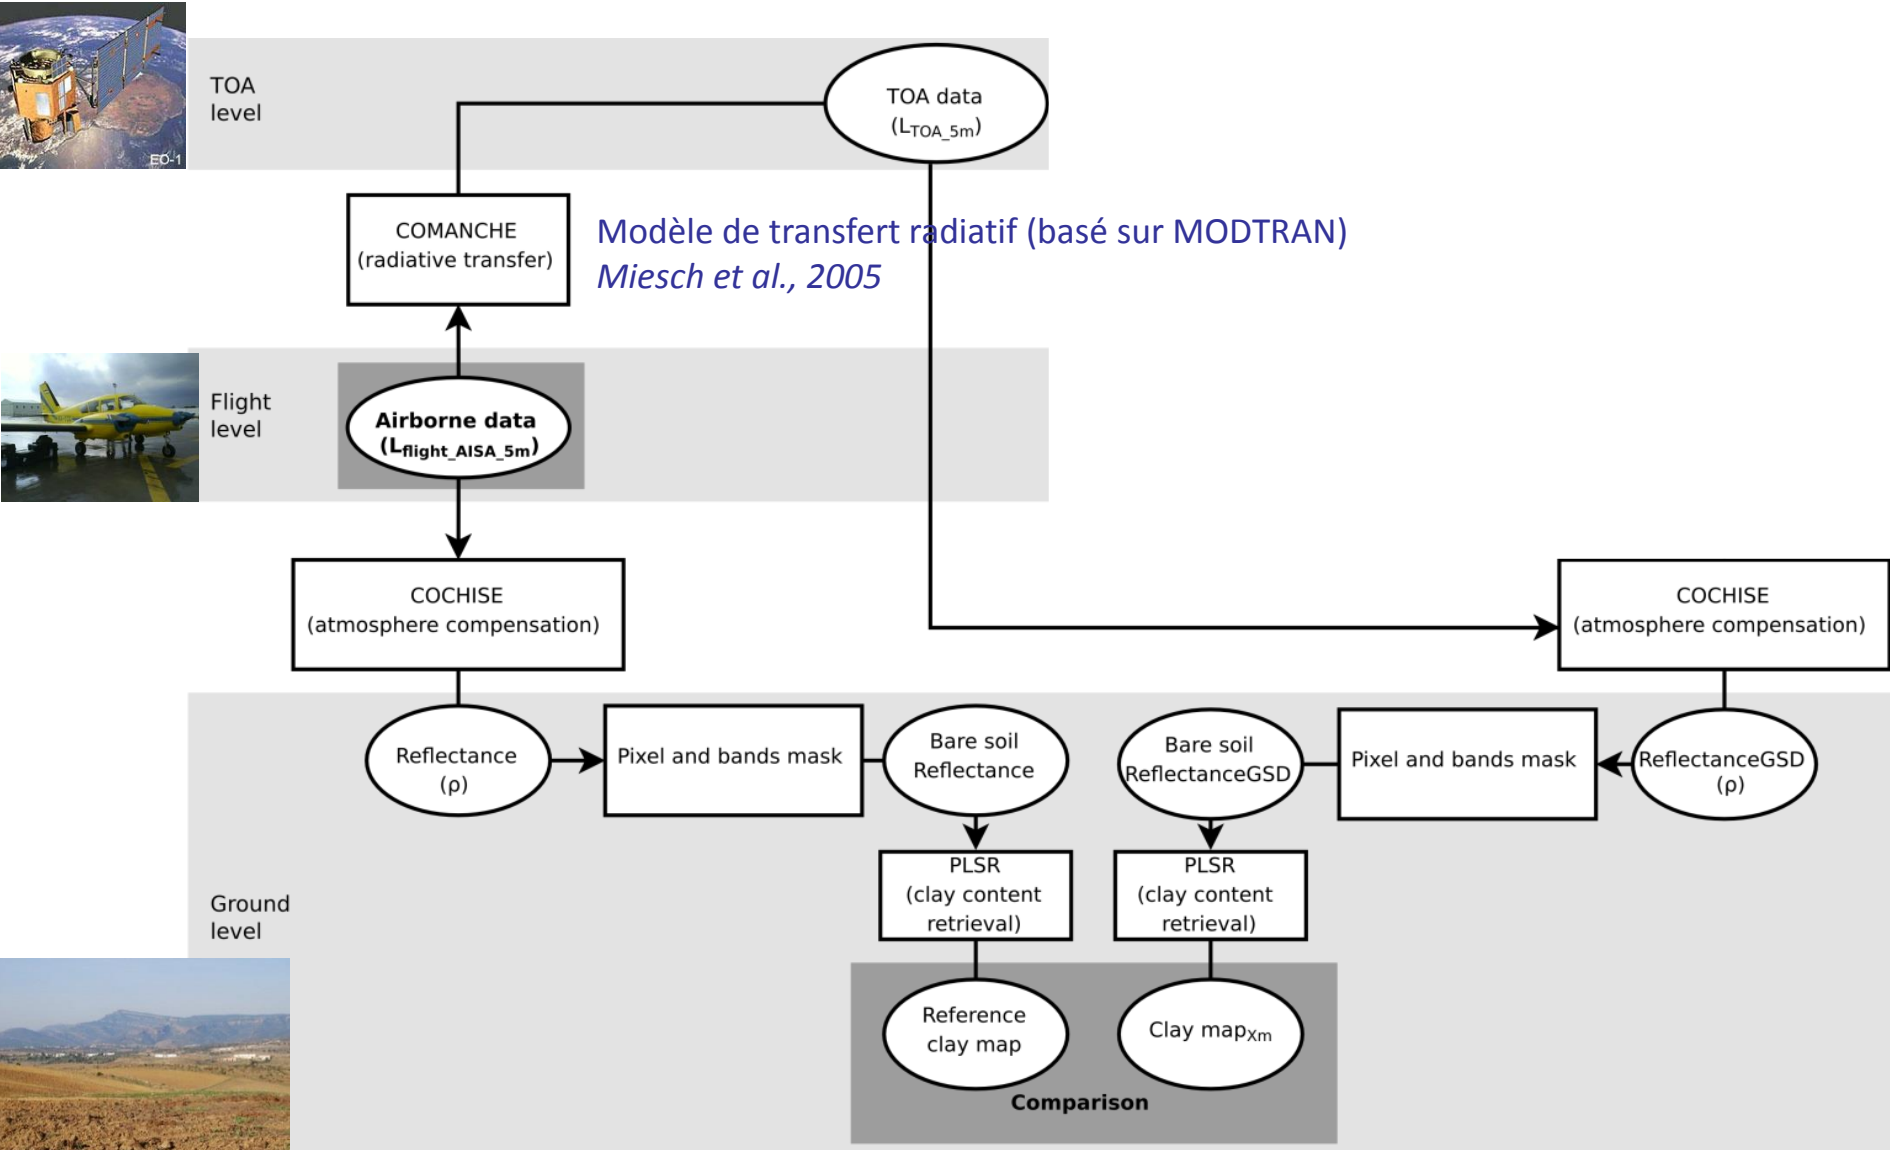 TOA
level
TOA data
(L_TOA_5m)
EO-1
COMANCHE
(radiative transfer)
Modèle de transfert radiatif (basé sur MODTRAN)
Miesch et al., 2005
Flight
level
Airborne data
(L_flight_AISA_5m)
COCHISE
(atmosphere compensation)
COCHISE
(atmosphere compensation)
Reflectance
(ρ)
Pixel and bands mask
Bare soil
Reflectance
Bare soil
ReflectanceGSD
Pixel and bands mask
ReflectanceGSD
(ρ)
PLSR
(clay content
retrieval)
PLSR
(clay content
retrieval)
Ground
level
Reference
clay map
Clay map_Xm
Comparison